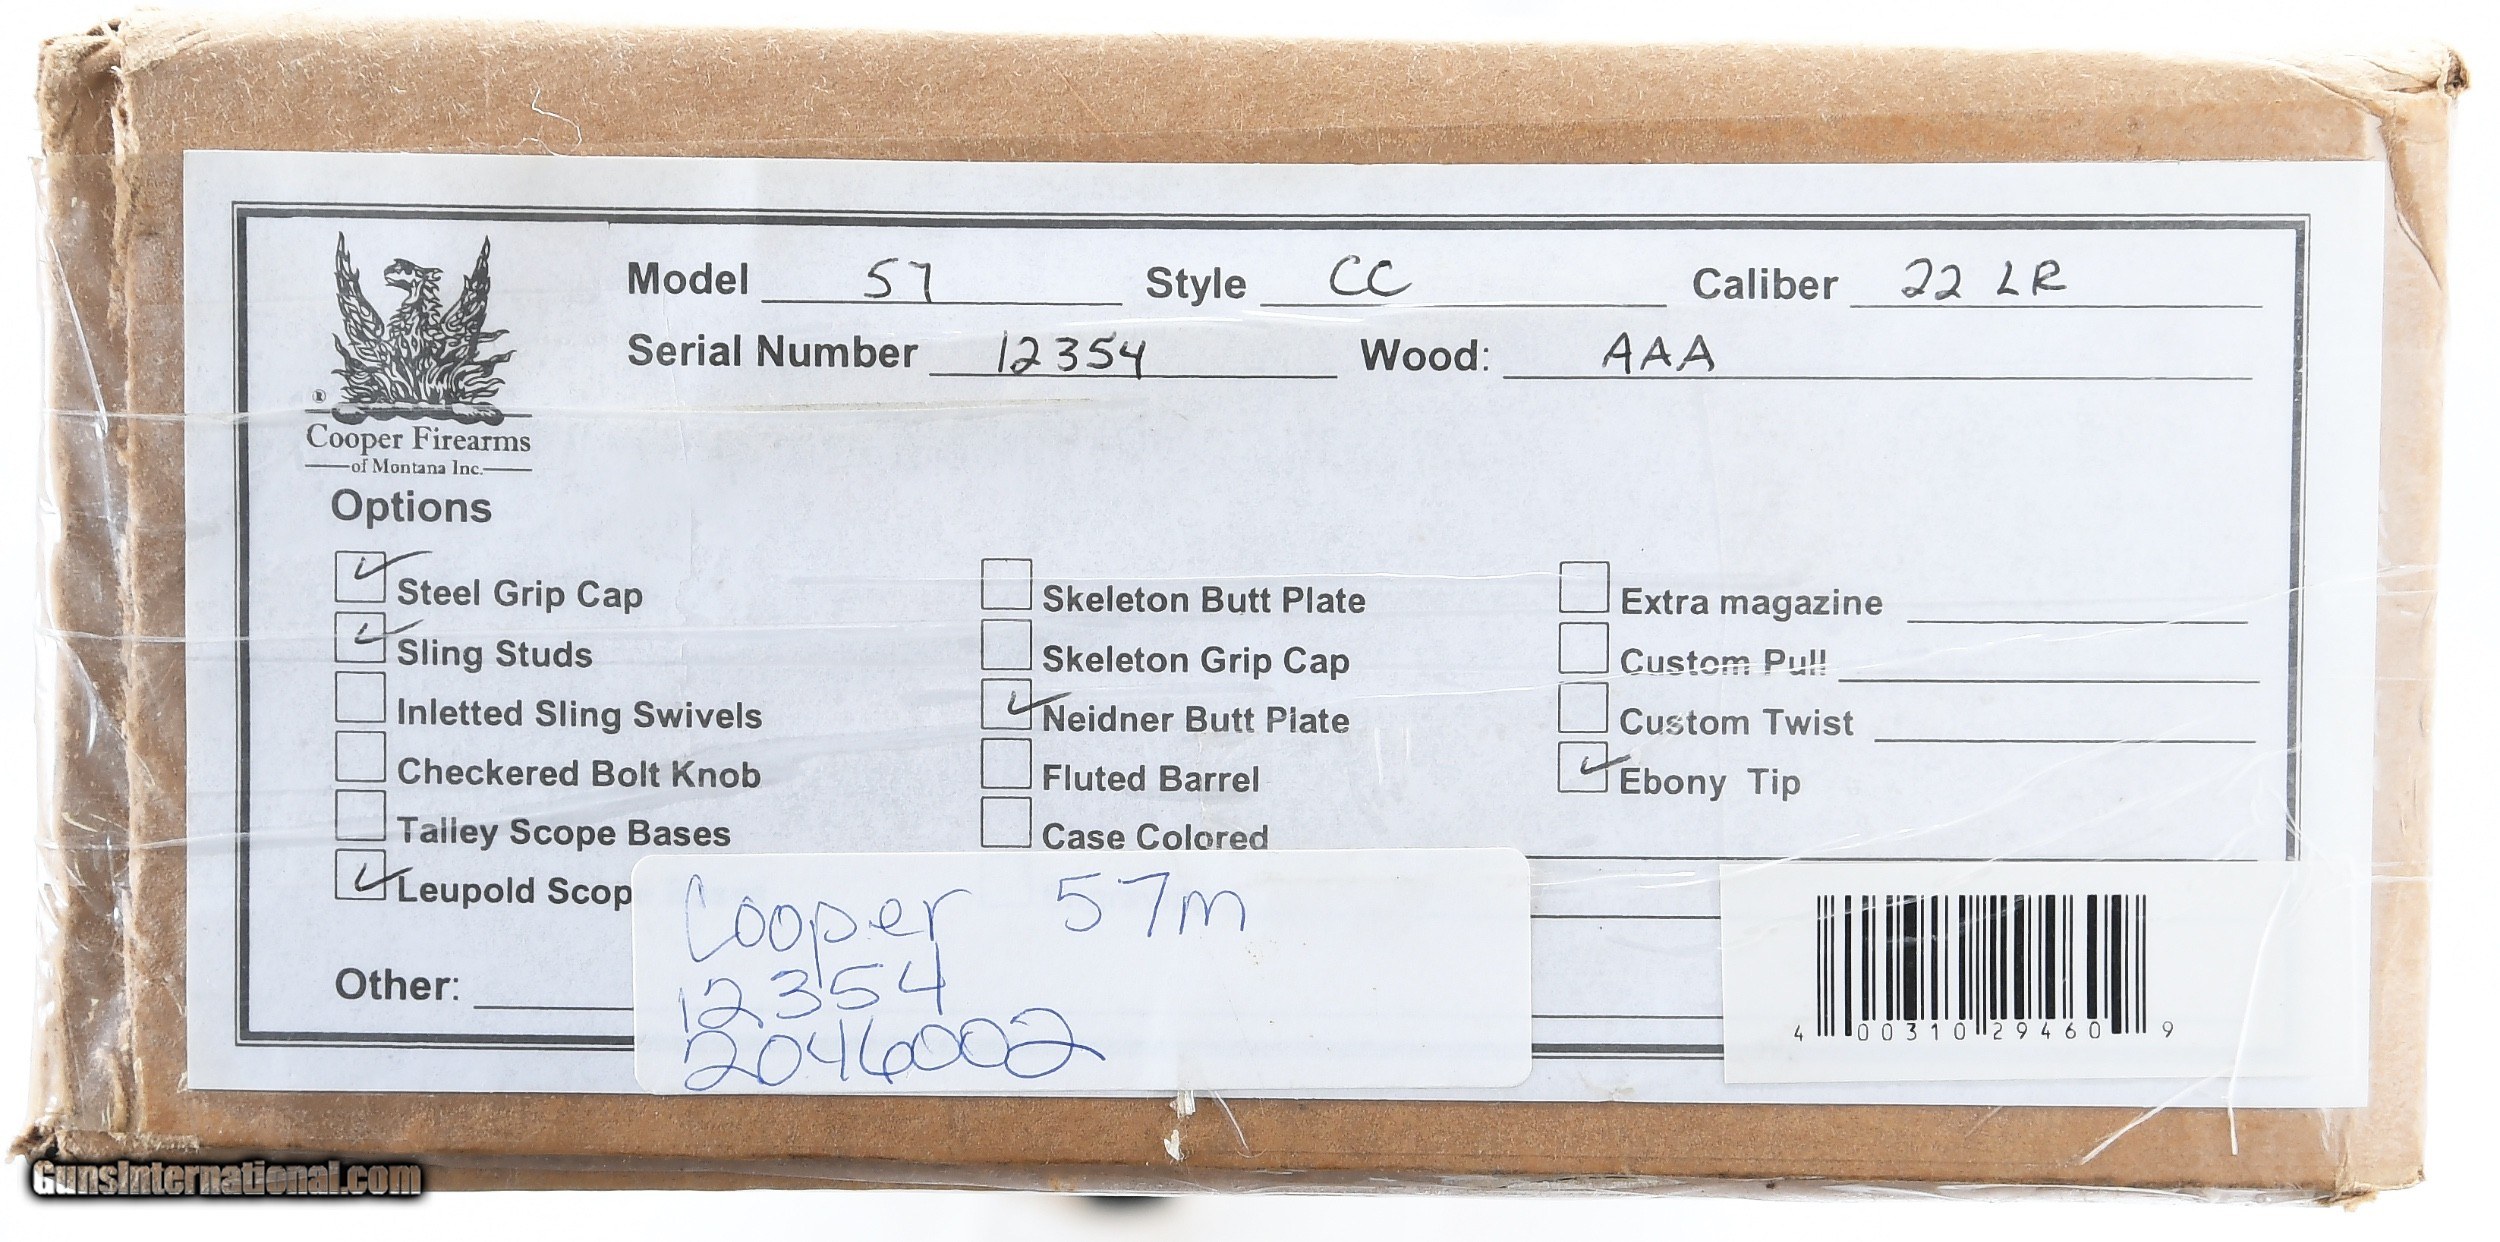 Model 57 Style CC Caliber 22 LR
Serial Number 12354 Wood: AAA
®
Cooper Firearms
of Montana Inc.
Options
Steel Grip Cap
Sling Studs
Inletted Sling Swivels
Checkered Bolt Knob
Talley Scope Bases
Leupold Scop
Skeleton Butt Plate
Skeleton Grip Cap
Neidner Butt Plate
Fluted Barrel
Case Colored
Extra magazine
Custom Pull
Custom Twist
Ebony Tip
Other:
Cooper 57m
12354
2046002
4 00310 29460 9
GunsInternational.com